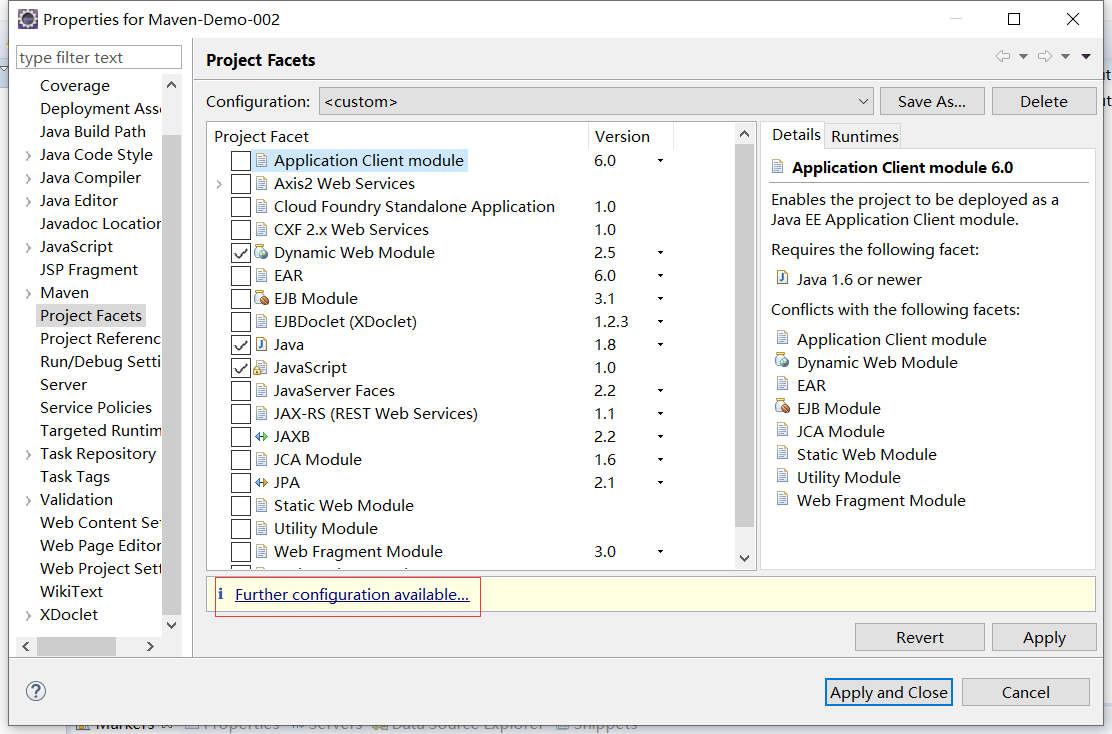 Properties for Maven-Demo-002
type filter text
Coverage
Deployment Asse
Java Build Path
Java Code Style
Java Compiler
Java Editor
Javadoc Location
JavaScript
JSP Fragment
Maven
Project Facets
Project Referenc
Run/Debug Setti
Server
Service Policies
Targeted Runtim
Task Repository
Task Tags
Validation
Web Content Se
Web Page Editor
Web Project Sett
WikiText
XDoclet
Project Facets
Configuration: <custom> Save As... Delete
Project Facet Version
Application Client module 6.0
Axis2 Web Services
Cloud Foundry Standalone Application 1.0
CXF 2.x Web Services 1.0
Dynamic Web Module 2.5
EAR 6.0
EJB Module 3.1
EJBDoclet (XDoclet) 1.2.3
Java 1.8
JavaScript 1.0
JavaServer Faces 2.2
JAX-RS (REST Web Services) 1.1
JAXB 2.2
JCA Module 1.6
JPA 2.1
Static Web Module
Utility Module
Web Fragment Module 3.0
Details Runtimes
Application Client module 6.0
Enables the project to be deployed as a
Java EE Application Client module.
Requires the following facet:
Java 1.6 or newer
Conflicts with the following facets:
Application Client module
Dynamic Web Module
EAR
EJB Module
JCA Module
Static Web Module
Utility Module
Web Fragment Module
Further configuration available...
Revert Apply
Apply and Close Cancel
Markers Properties Servers Data Source Explorer Snippets